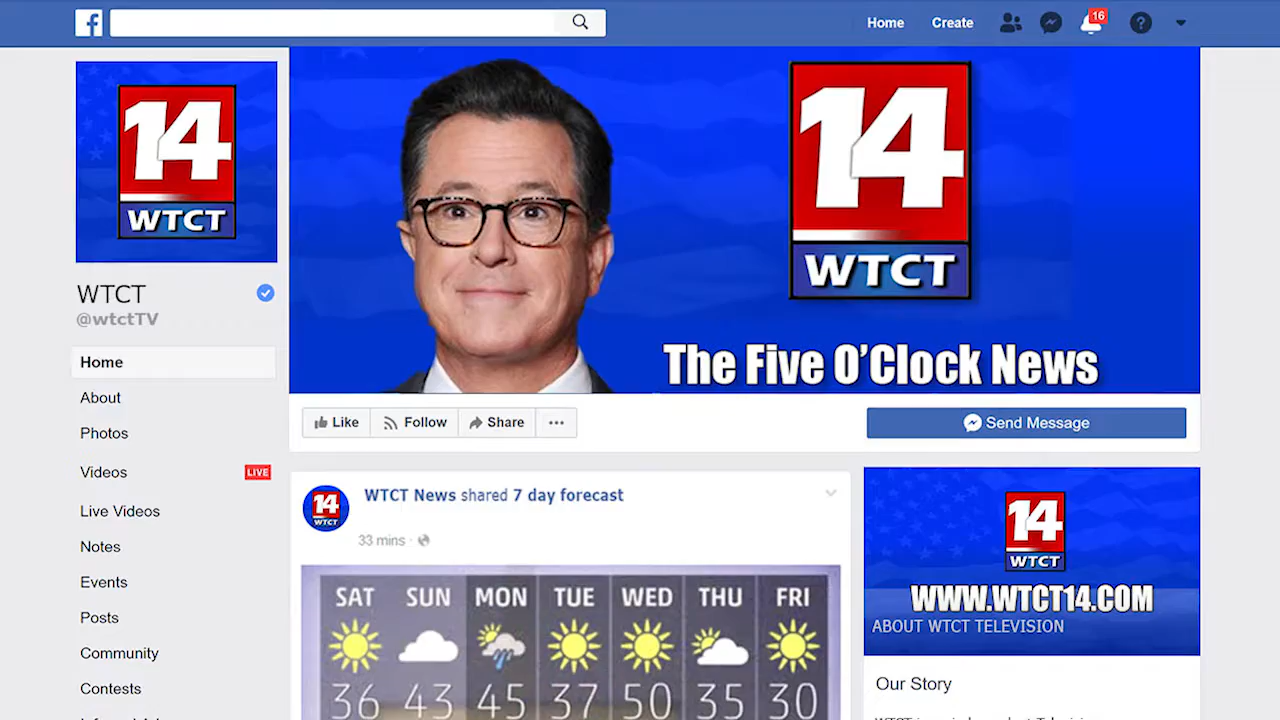 f
Home Create 16 ?
14
WTCT
WTCT
@wtctTV
Home
About
Photos
Videos LIVE
Live Videos
Notes
Events
Posts
Community
Contests
14
WTCT
The Five O'Clock News
Like Follow Share ...
Send Message
14
WTCT
WTCT News shared 7 day forecast
33 mins ·
SAT SUN MON TUE WED THU FRI
36 43 45 37 50 35 30
14
WTCT
WWW.WTCT14.COM
ABOUT WTCT TELEVISION
Our Story